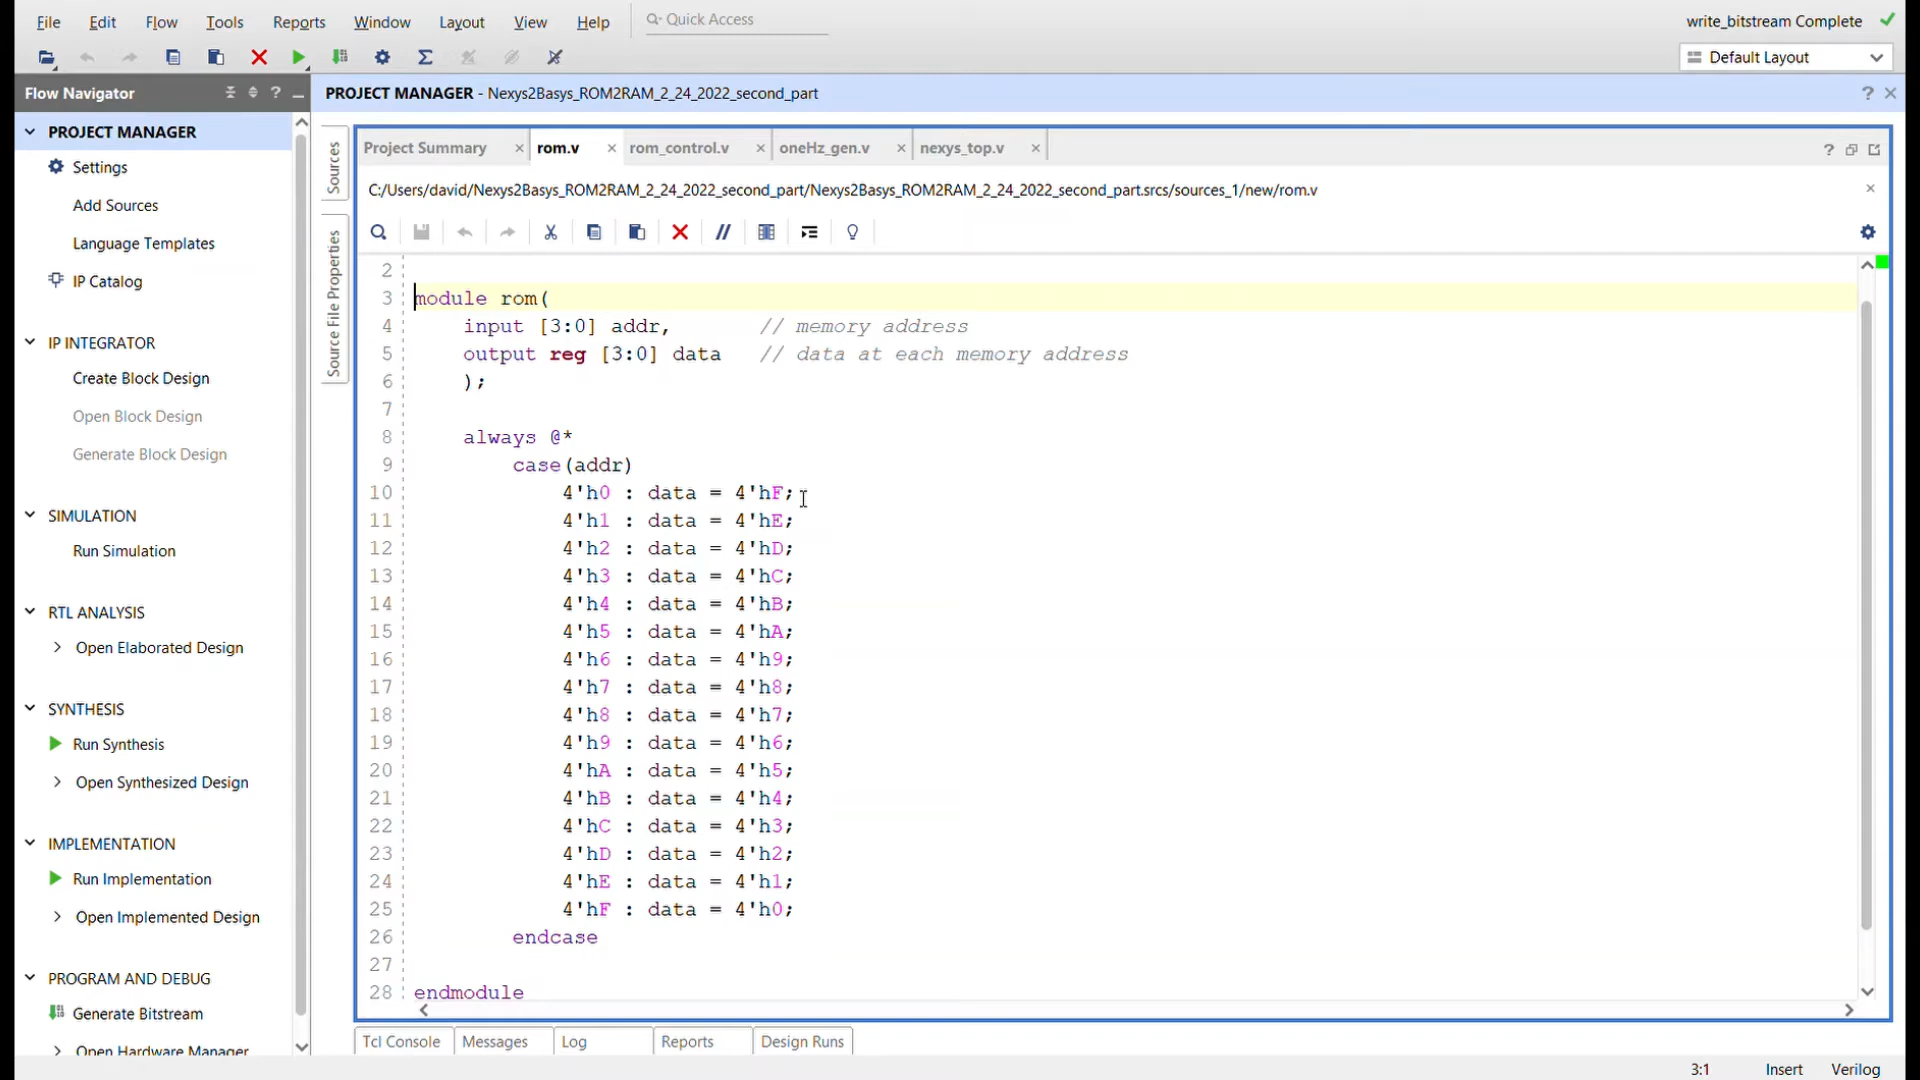 File Edit Flow Tools Reports Window Layout View Help Quick Access write_bitstream Complete
Default Layout
Flow Navigator ? PROJECT MANAGER - Nexys2Basys_ROM2RAM_2_24_2022_second_part ?
PROJECT MANAGER
Settings
Add Sources
Language Templates
IP Catalog
IP INTEGRATOR
Create Block Design
Open Block Design
Generate Block Design
SIMULATION
Run Simulation
RTL ANALYSIS
Open Elaborated Design
SYNTHESIS
Run Synthesis
Open Synthesized Design
IMPLEMENTATION
Run Implementation
Open Implemented Design
PROGRAM AND DEBUG
Generate Bitstream
Open Hardware Manager
Sources
Source File Properties
Project Summary rom.v rom_control.v oneHz_gen.v nexys_top.v ?
C:/Users/david/Nexys2Basys_ROM2RAM_2_24_2022_second_part/Nexys2Basys_ROM2RAM_2_24_2022_second_part.srcs/sources_1/new/rom.v
2
3 module rom(
4 input [3:0] addr, // memory address
5 output reg [3:0] data // data at each memory address
6 );
7
8 always @*
9 case(addr)
10 4'h0 : data = 4'hF;
11 4'h1 : data = 4'hE;
12 4'h2 : data = 4'hD;
13 4'h3 : data = 4'hC;
14 4'h4 : data = 4'hB;
15 4'h5 : data = 4'hA;
16 4'h6 : data = 4'h9;
17 4'h7 : data = 4'h8;
18 4'h8 : data = 4'h7;
19 4'h9 : data = 4'h6;
20 4'hA : data = 4'h5;
21 4'hB : data = 4'h4;
22 4'hC : data = 4'h3;
23 4'hD : data = 4'h2;
24 4'hE : data = 4'h1;
25 4'hF : data = 4'h0;
26 endcase
27
28 endmodule
Tcl Console Messages Log Reports Design Runs
3:1 Insert Verilog